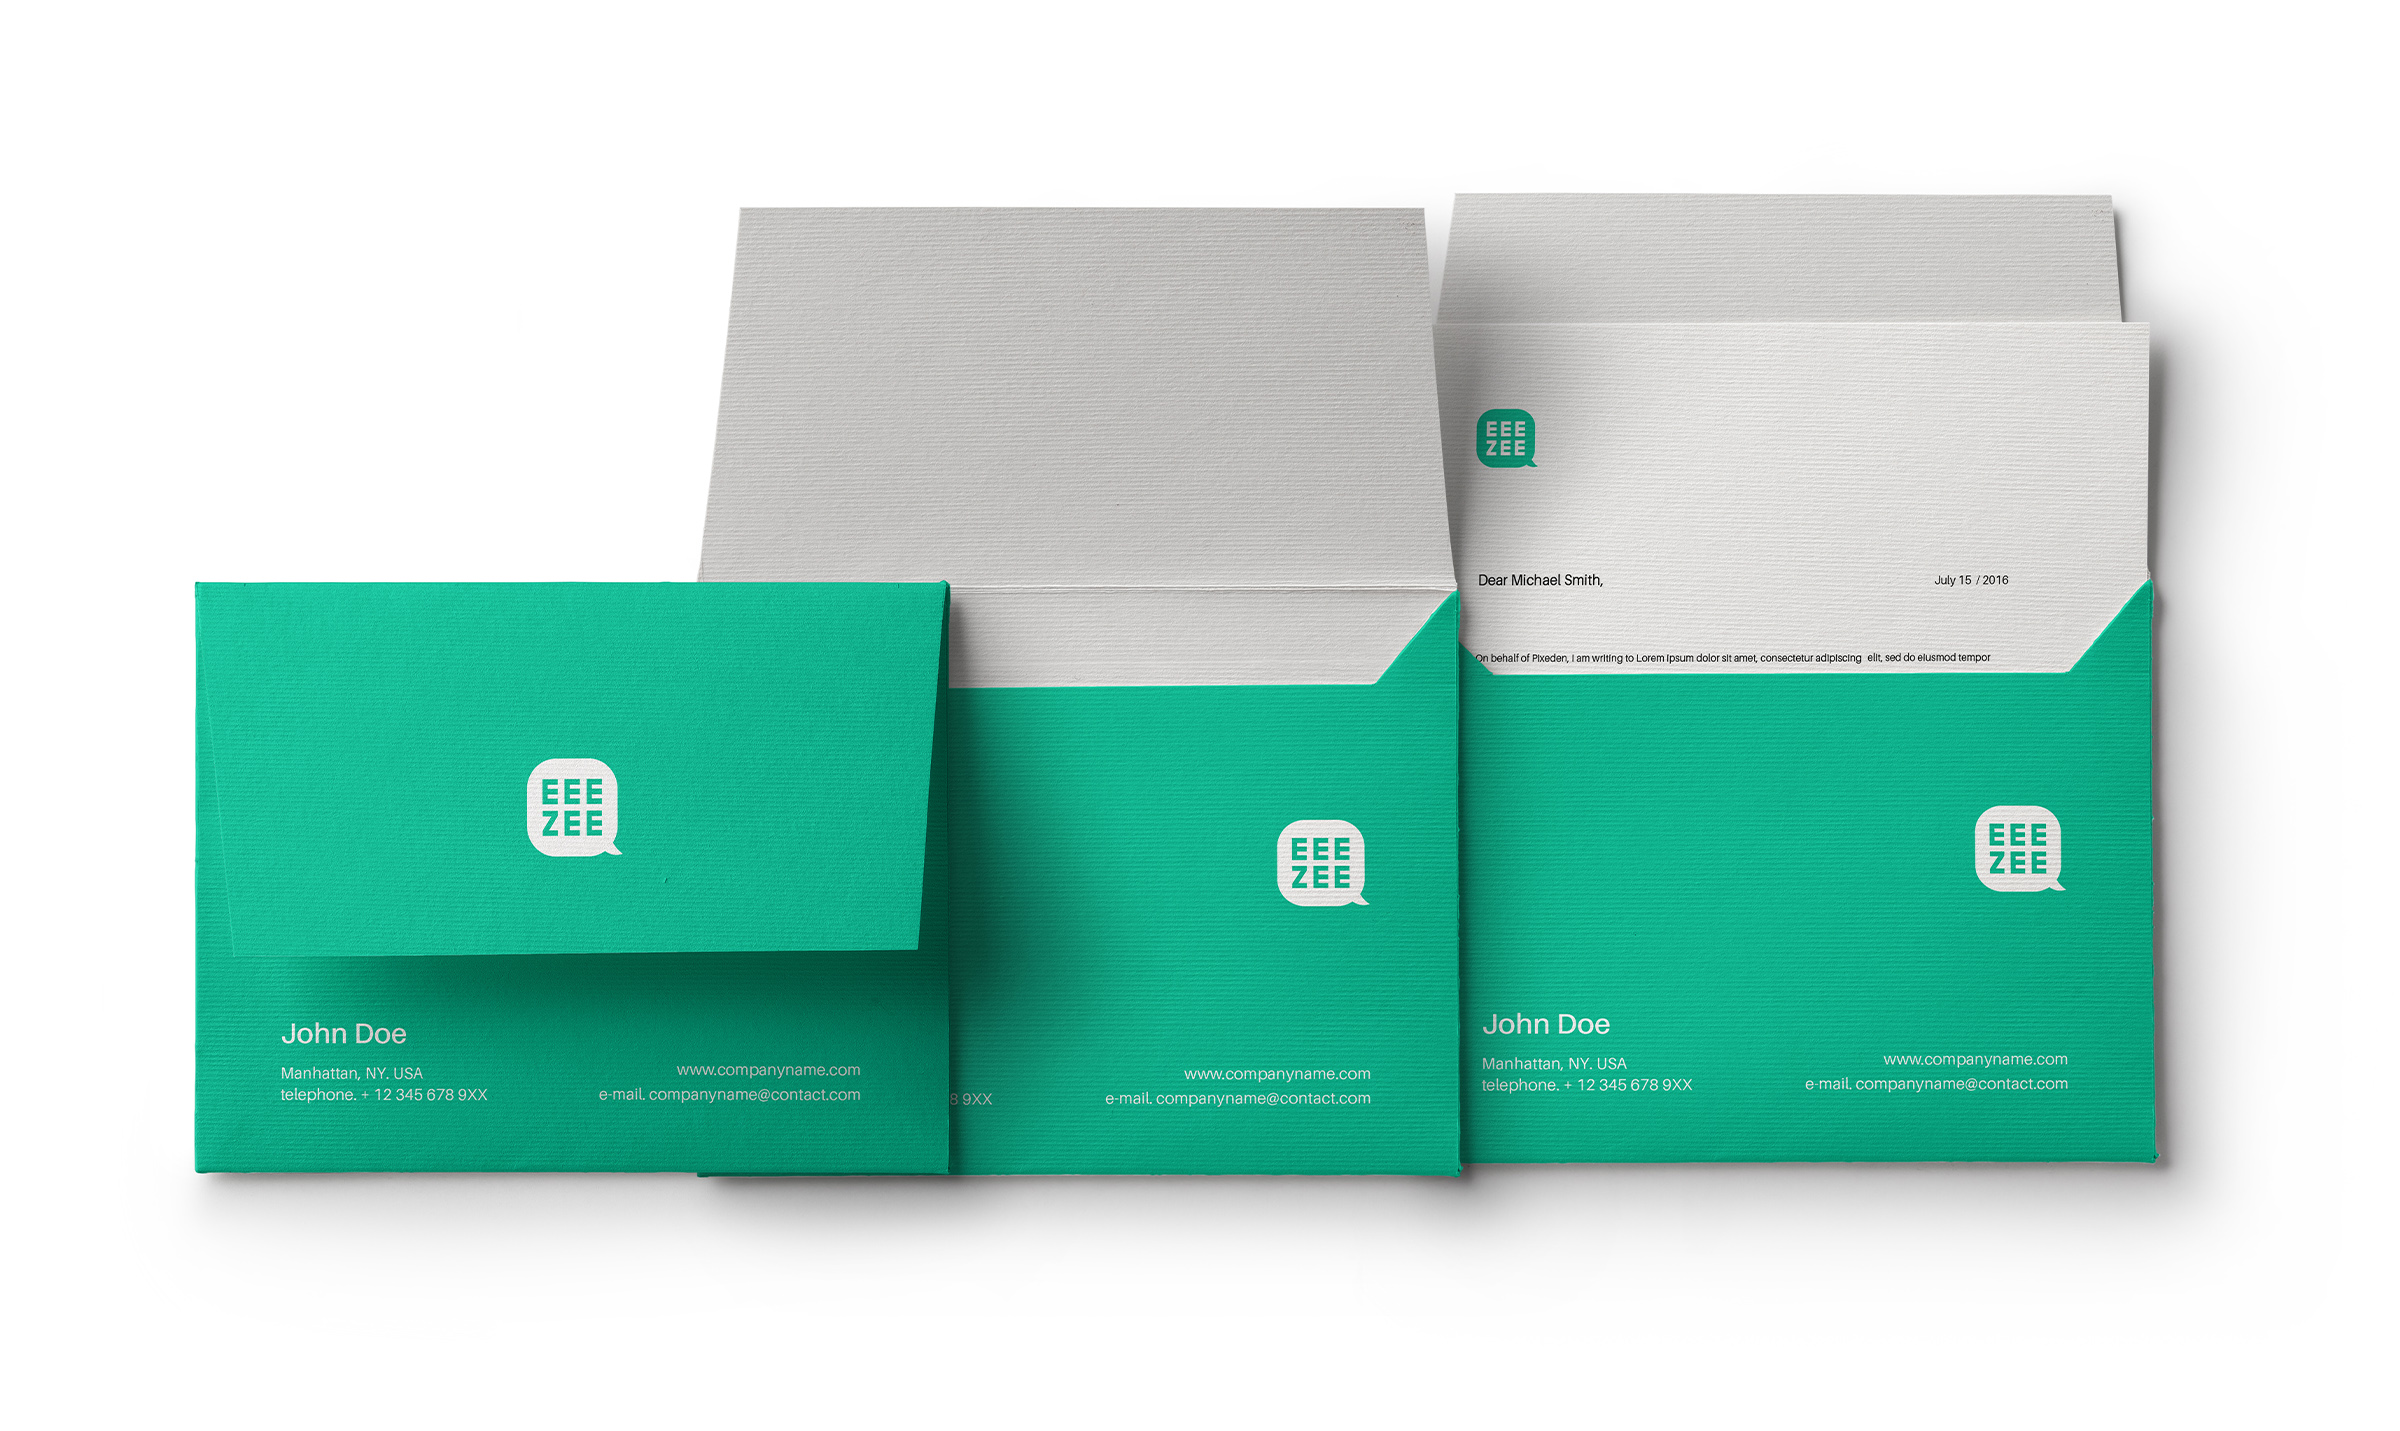 EEE
ZEE
John Doe
Manhattan, NY. USA
telephone. + 12 345 678 9XX
www.companyname.com
e-mail. companyname@contact.com
EEE
ZEE
8 9XX
www.companyname.com
e-mail. companyname@contact.com
EEE
ZEE
Dear Michael Smith,
July 15 / 2016
On behalf of Pixeden, I am writing to Lorem ipsum dolor sit amet, consectetur adipiscing elit, sed do eiusmod tempor
EEE
ZEE
John Doe
Manhattan, NY. USA
telephone. + 12 345 678 9XX
www.companyname.com
e-mail. companyname@contact.com